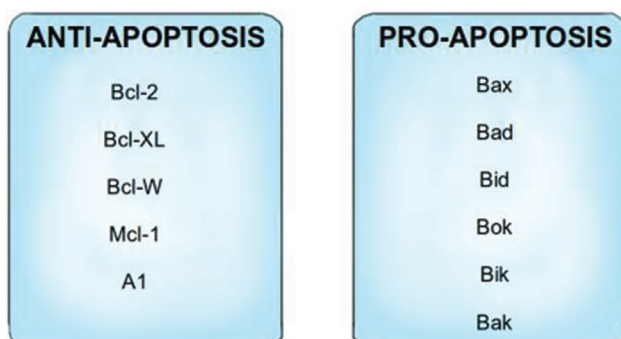 ANTI-APOPTOSIS
Bcl-2
Bcl-XL
Bcl-W
Mcl-1
A1
PRO-APOPTOSIS
Bax
Bad
Bid
Bok
Bik
Bak